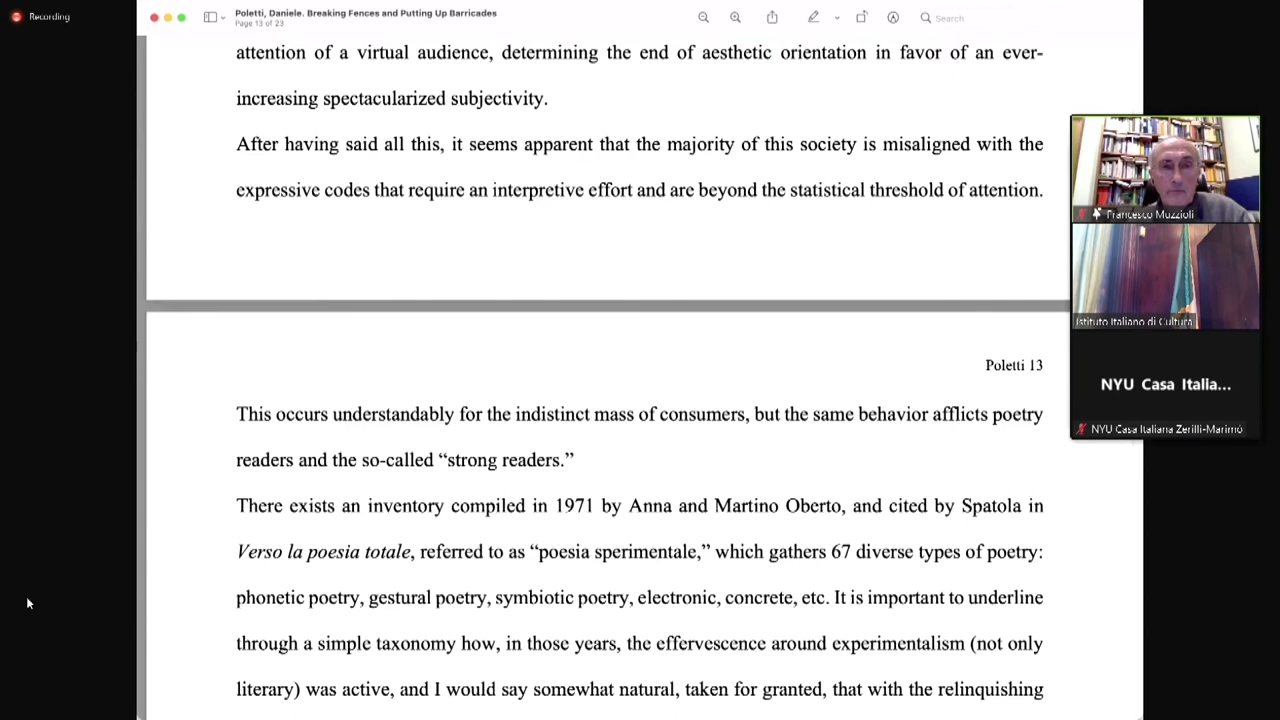 Recording
Poletti, Daniele. Breaking Fences and Putting Up Barricades
Page 13 of 23
Search
attention of a virtual audience, determining the end of aesthetic orientation in favor of an ever-
increasing spectacularized subjectivity.
After having said all this, it seems apparent that the majority of this society is misaligned with the
expressive codes that require an interpretive effort and are beyond the statistical threshold of attention.
Poletti 13
This occurs understandably for the indistinct mass of consumers, but the same behavior afflicts poetry
readers and the so-called “strong readers.”
There exists an inventory compiled in 1971 by Anna and Martino Oberto, and cited by Spatola in
Verso la poesia totale, referred to as “poesia sperimentale,” which gathers 67 diverse types of poetry:
phonetic poetry, gestural poetry, symbiotic poetry, electronic, concrete, etc. It is important to underline
through a simple taxonomy how, in those years, the effervescence around experimentalism (not only
literary) was active, and I would say somewhat natural, taken for granted, that with the relinquishing
Francesco Muzzioli
Istituto Italiano di Cultura
NYU Casa Italia...
NYU Casa Italiana Zerilli-Marimò